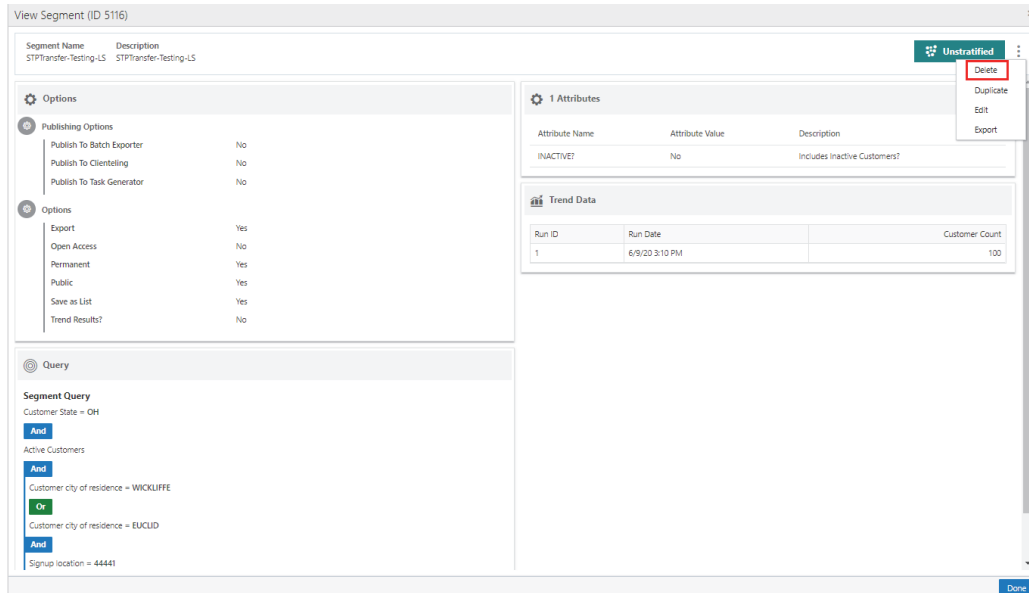 View Segment (ID 5116)
Segment Name Description
STPTransfer-Testing-LS STPTransfer-Testing-LS
Unstratified
Delete
Duplicate
Edit
Export
Options
Publishing Options
Publish To Batch Exporter No
Publish To Clienteling No
Publish To Task Generator No
Options
Export Yes
Open Access No
Permanent Yes
Public Yes
Save as List Yes
Trend Results? No
1 Attributes
Attribute Name Attribute Value Description
INACTIVE? No Includes Inactive Customers?
Trend Data
Run ID Run Date Customer Count
1 6/9/20 3:10 PM 100
Query
Segment Query
Customer State = OH
And
Active Customers
And
Customer city of residence = WICKLIFFE
Or
Customer city of residence = EUCLID
And
Signup location = 44441
Done